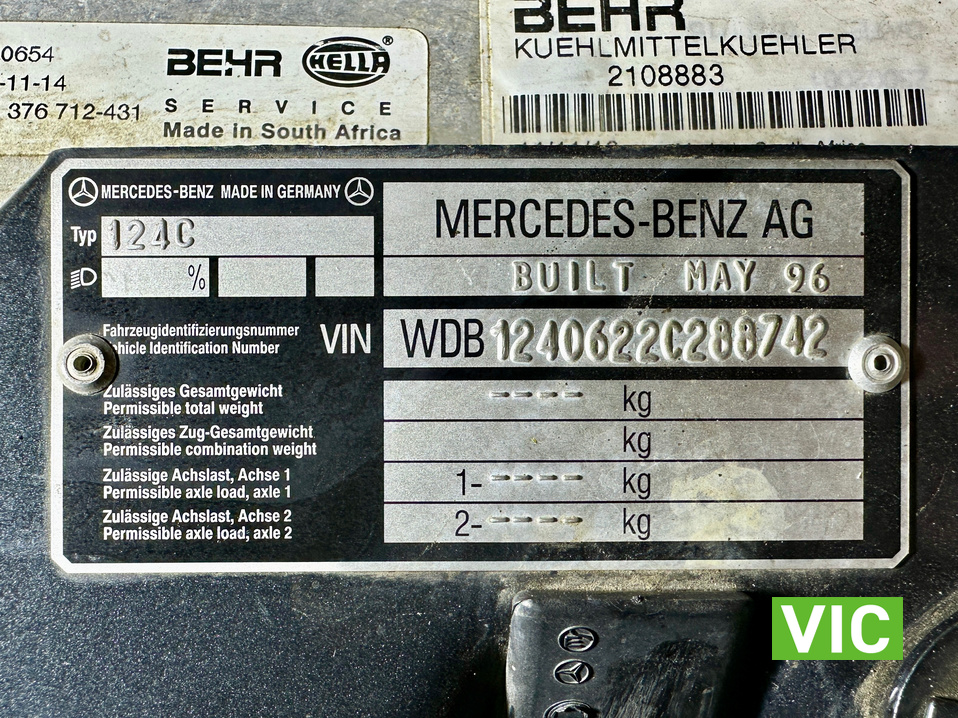 0654
-11-14
376 712-431
BEHR HELLA ®
SERVICE
Made in South Africa
BEHR
KUEHLMITTELKUEHLER
2108883
MERCEDES-BENZ MADE IN GERMANY
MERCEDES-BENZ AG
Typ 124C
%
BUILT MAY 96
Fahrzeugidentifizierungsnummer
Vehicle Identification Number
VIN WDB1240622C288742
Zulässiges Gesamtgewicht
Permissible total weight
---- kg
Zulässiges Zug-Gesamtgewicht
Permissible combination weight
kg
Zulässige Achslast, Achse 1
Permissible axle load, axle 1
1- ---- kg
Zulässige Achslast, Achse 2
Permissible axle load, axle 2
2- ---- kg
VIC